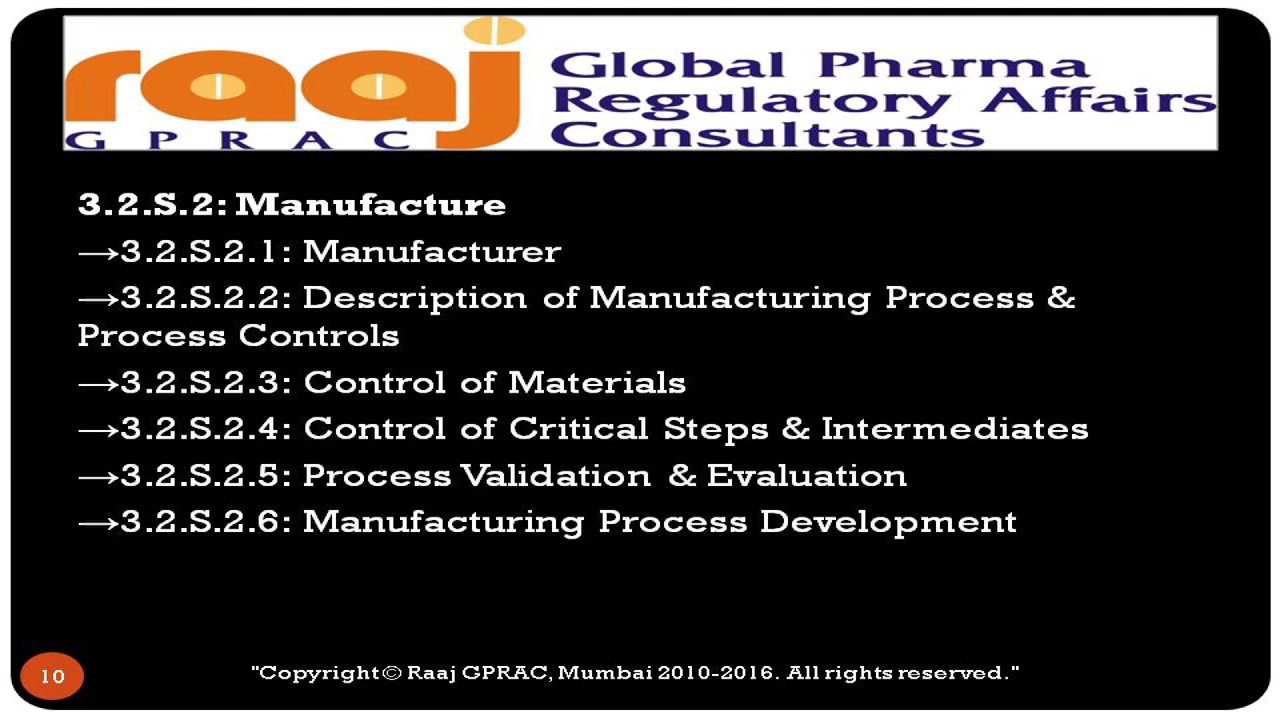 raaj
GPRAC
Global Pharma
Regulatory Affairs
Consultants
3.2.S.2: Manufacture
→3.2.S.2.1: Manufacturer
→3.2.S.2.2: Description of Manufacturing Process &
Process Controls
→3.2.S.2.3: Control of Materials
→3.2.S.2.4: Control of Critical Steps & Intermediates
→3.2.S.2.5: Process Validation & Evaluation
→3.2.S.2.6: Manufacturing Process Development
10
"Copyright© Raaj GPRAC, Mumbai 2010-2016. All rights reserved."